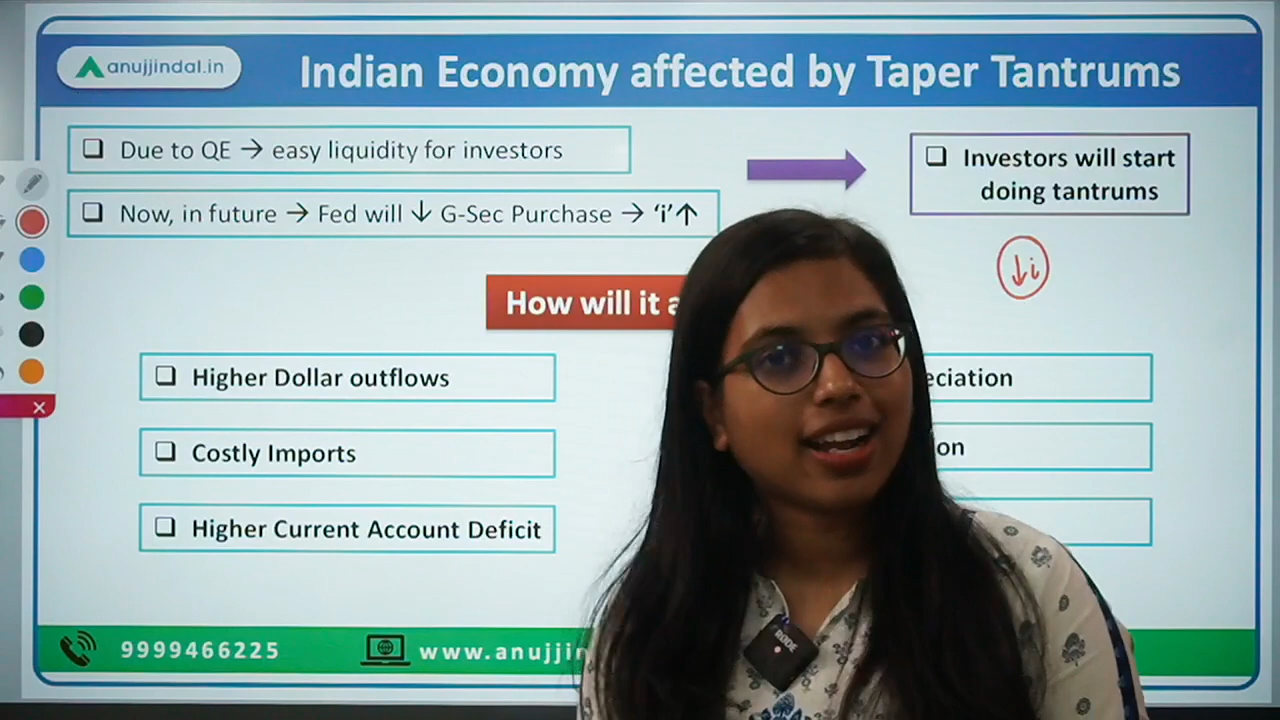 anujjindal.in
Indian Economy affected by Taper Tantrums
❑ Due to QE → easy liquidity for investors
❑ Now, in future → Fed will ↓ G-Sec Purchase → ‘i’↑
❑ Investors will start
doing tantrums
↓i
How will it
❑ Higher Dollar outflows
eciation
❑ Costly Imports
on
❑ Higher Current Account Deficit
9999466225
www.anujjin
RODE